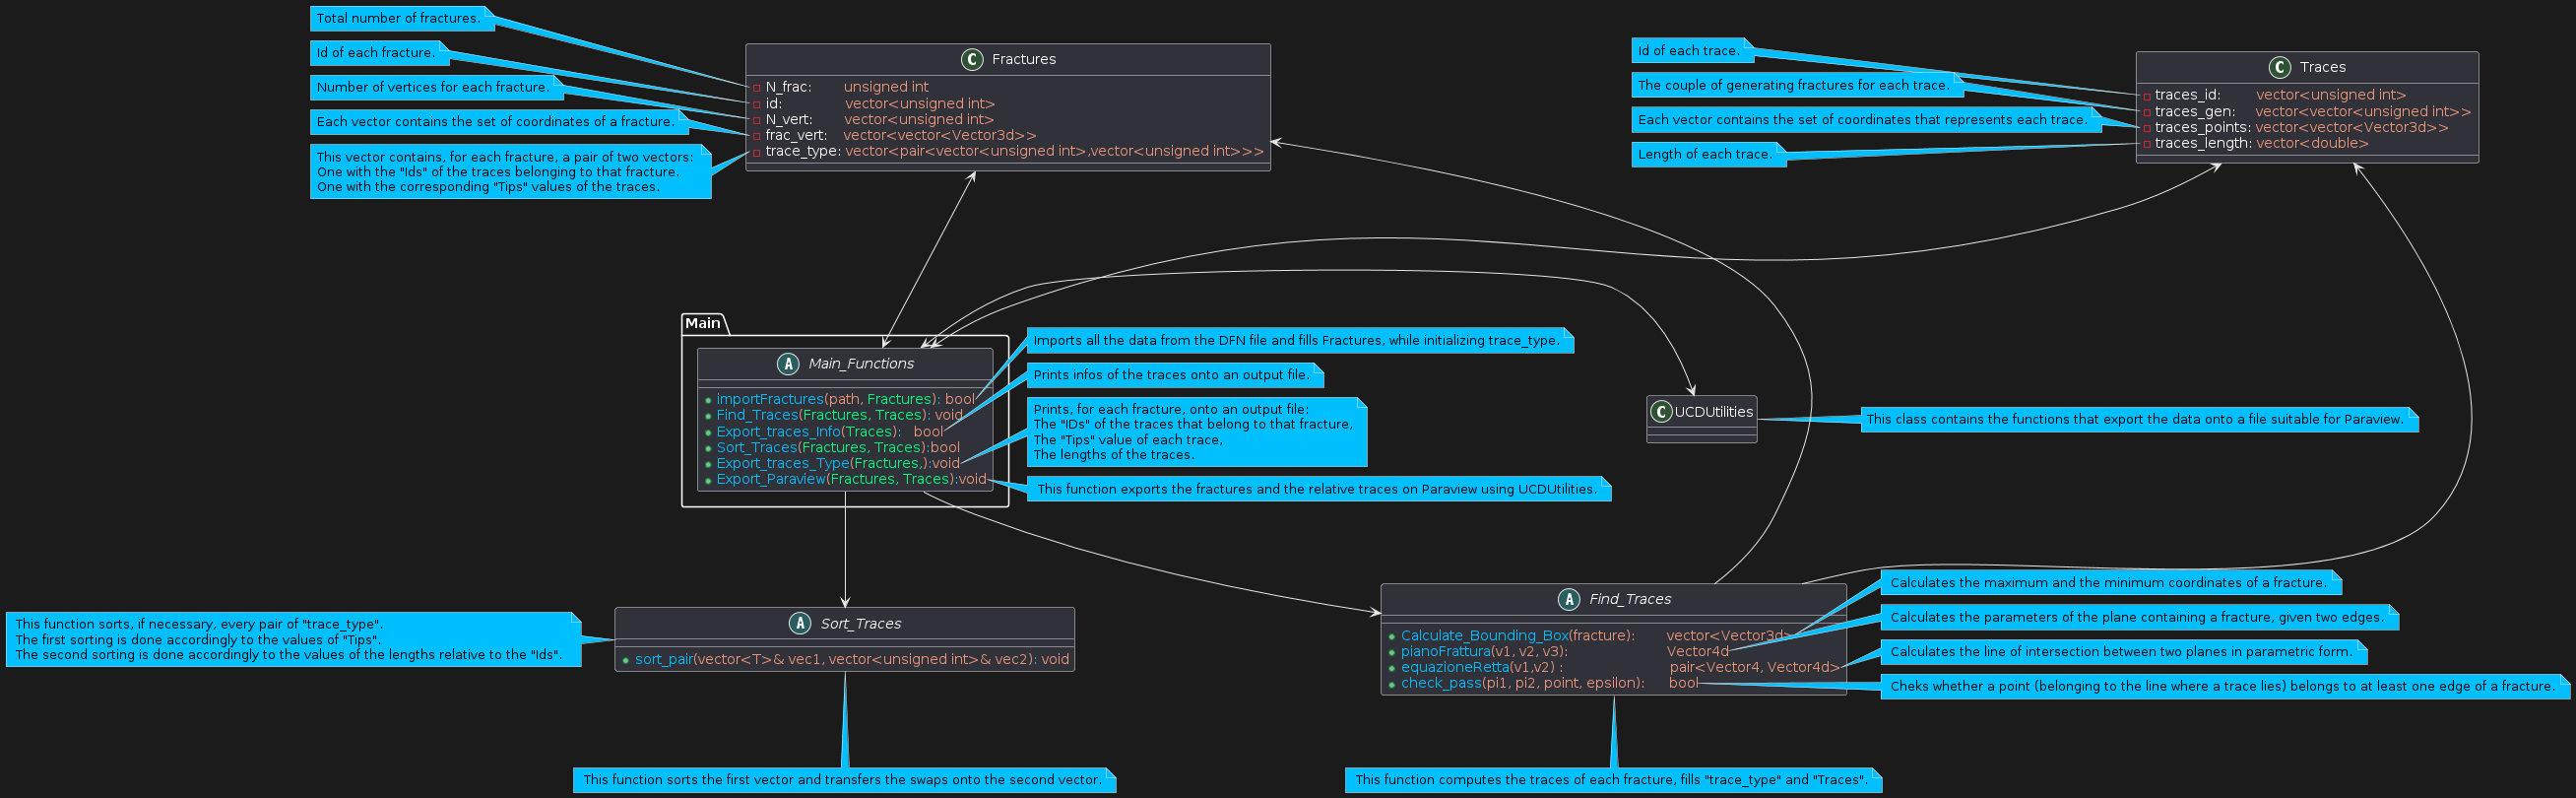 Total number of fractures.
Id of each fracture.
Number of vertices for each fracture.
Each vector contains the set of coordinates of a fracture.
This vector contains, for each fracture, a pair of two vectors:
One with the "Ids" of the traces belonging to that fracture.
One with the corresponding "Tips" values of the traces.
C Fractures
N_frac: unsigned int
id: vector<unsigned int>
N_vert: vector<unsigned int>
frac_vert: vector<vector<Vector3d>>
trace_type: vector<pair<vector<unsigned int>,vector<unsigned int>>>
Id of each trace.
The couple of generating fractures for each trace.
Each vector contains the set of coordinates that represents each trace.
Length of each trace.
C Traces
traces_id: vector<unsigned int>
traces_gen: vector<vector<unsigned int>>
traces_points: vector<vector<Vector3d>>
traces_length: vector<double>
Main
A Main_Functions
importFractures(path, Fractures): bool
Find_Traces(Fractures, Traces): void
Export_traces_Info(Traces): bool
Sort_Traces(Fractures, Traces):bool
Export_traces_Type(Fractures,):void
Export_Paraview(Fractures, Traces):void
Imports all the data from the DFN file and fills Fractures, while initializing trace_type.
Prints infos of the traces onto an output file.
Prints, for each fracture, onto an output file:
The "IDs" of the traces that belong to that fracture,
The "Tips" value of each trace,
The lengths of the traces.
This function exports the fractures and the relative traces on Paraview using UCDUtilities.
C UCDUtilities
This class contains the functions that export the data onto a file suitable for Paraview.
This function sorts, if necessary, every pair of "trace_type".
The first sorting is done accordingly to the values of "Tips".
The second sorting is done accordingly to the values of the lengths relative to the "Ids".
A Sort_Traces
sort_pair(vector<T>& vec1, vector<unsigned int>& vec2): void
A Find_Traces
Calculate_Bounding_Box(fracture): vector<Vector3d>
pianoFrattura(v1, v2, v3): Vector4d
equazioneRetta(v1,v2) : pair<Vector4, Vector4d>
check_pass(pi1, pi2, point, epsilon): bool
Calculates the maximum and the minimum coordinates of a fracture.
Calculates the parameters of the plane containing a fracture, given two edges.
Calculates the line of intersection between two planes in parametric form.
Cheks whether a point (belonging to the line where a trace lies) belongs to at least one edge of a fracture.
This function sorts the first vector and transfers the swaps onto the second vector.
This function computes the traces of each fracture, fills "trace_type" and "Traces".